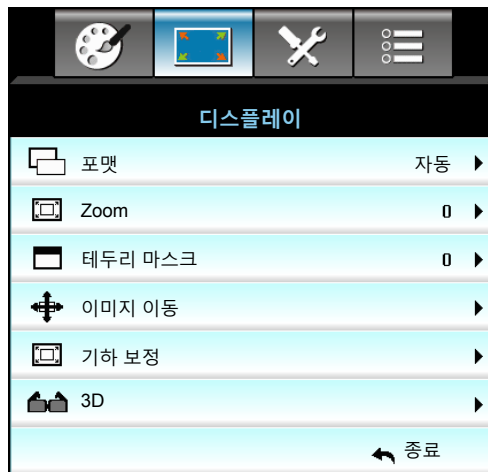 디스플레이
포맷 자동
Zoom 0
테두리 마스크 0
이미지 이동
기하 보정
3D
종료